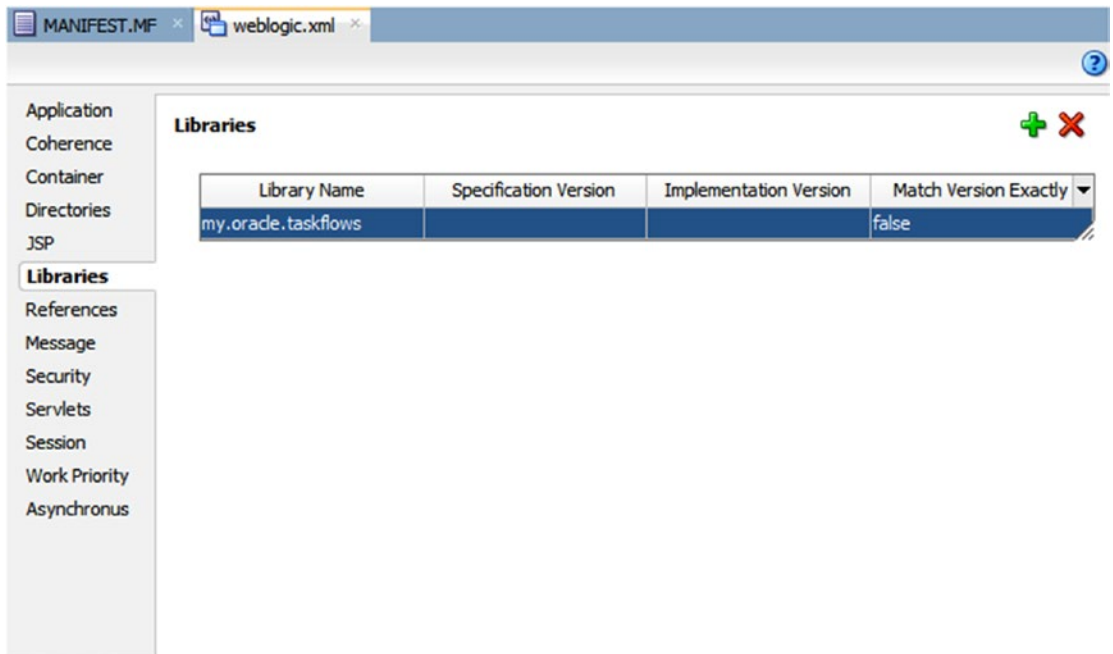 MANIFEST.MF weblogic.xml
Application
Coherence
Container
Directories
JSP
Libraries
References
Message
Security
Servlets
Session
Work Priority
Asynchronus
Libraries
Library Name Specification Version Implementation Version Match Version Exactly
my.oracle.taskflows false